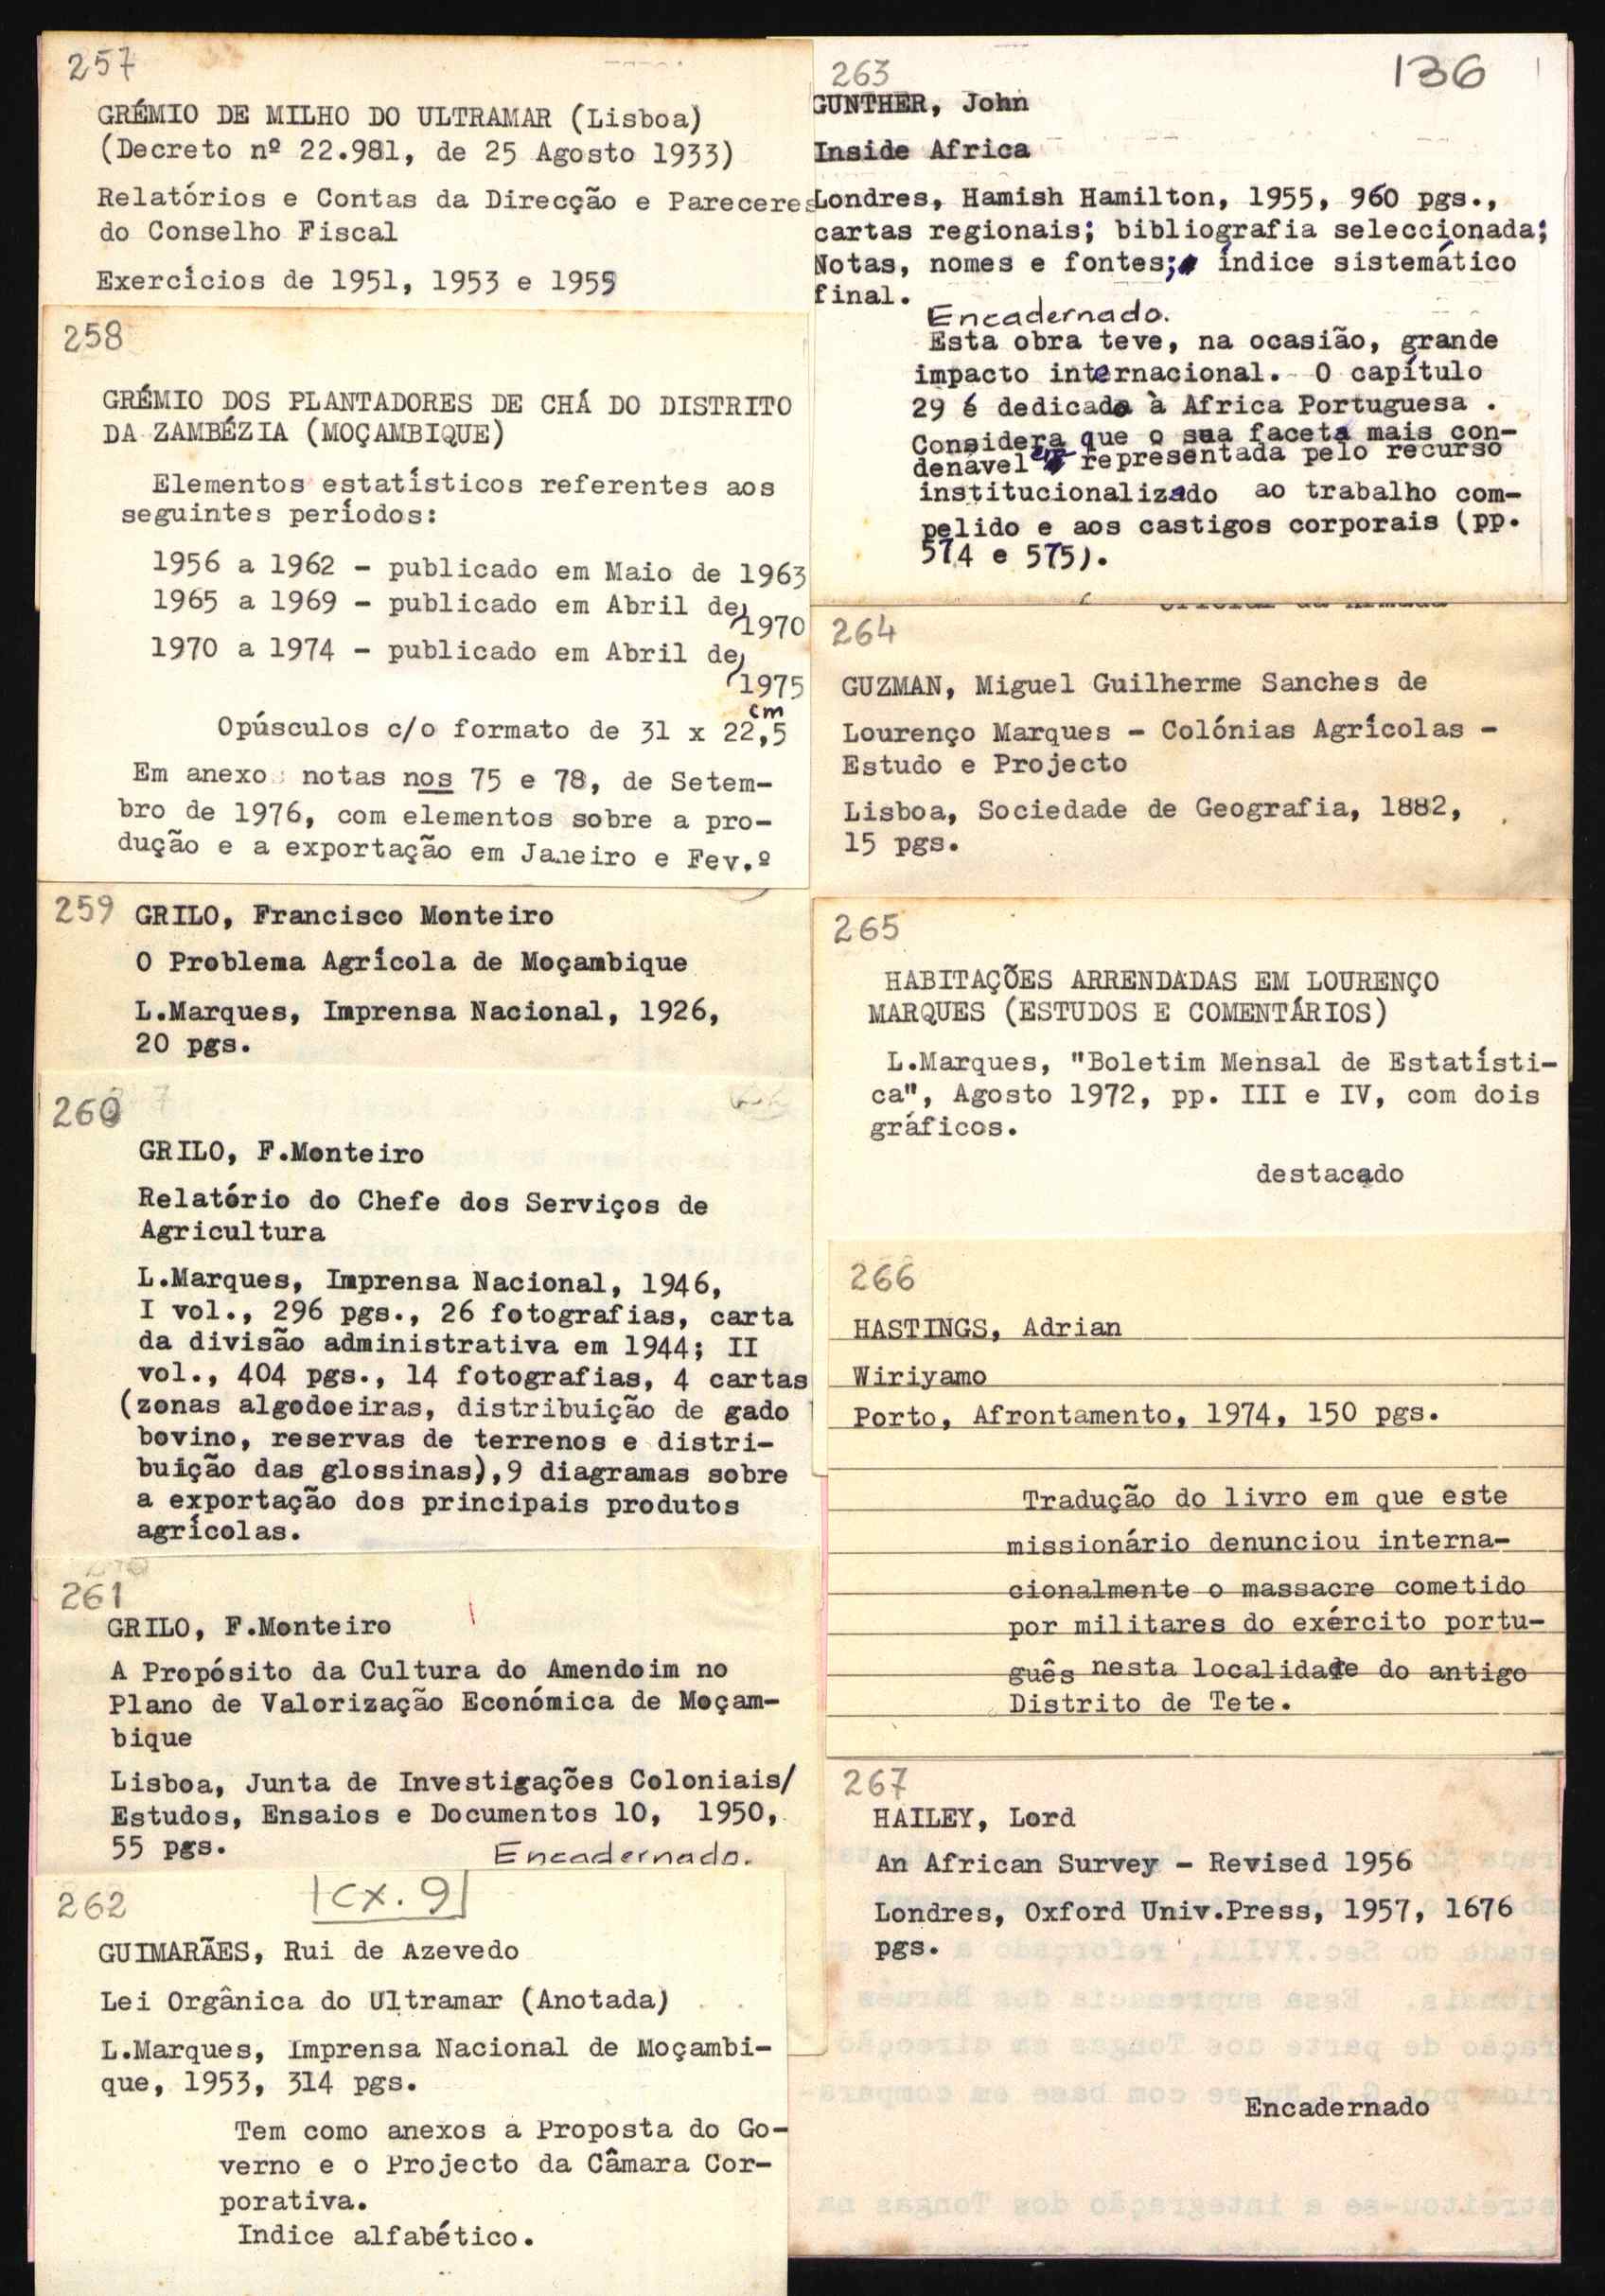 257
GRÉMIO DE MILHO DO ULTRAMAR (Lisboa)
(Decreto nº 22.981, de 25 Agosto 1933)
Relatórios e Contas da Direcção e Pareceres
do Conselho Fiscal
Exercícios de 1951, 1953 e 1955
258
GRÉMIO DOS PLANTADORES DE CHÁ DO DISTRITO
DA ZAMBÉZIA (MOÇAMBIQUE)
Elementos estatísticos referentes aos
seguintes períodos:
1956 a 1962 - publicado em Maio de 1963
1965 a 1969 - publicado em Abril de
1970
1970 a 1974 - publicado em Abril de
1975
cm
Opúsculos c/o formato de 31 x 22,5
Em anexo: notas nos 75 e 78, de Setem-
bro de 1976, com elementos sobre a pro-
dução e a exportação em Janeiro e Fev.º
259 GRILO, Francisco Monteiro
O Problema Agrícola de Moçambique
L.Marques, Imprensa Nacional, 1926,
20 pgs.
260
GRILO, F.Monteiro
Relatório do Chefe dos Serviços de
Agricultura
L.Marques, Imprensa Nacional, 1946,
I vol., 296 pgs., 26 fotografias, carta
da divisão administrativa em 1944; II
vol., 404 pgs., 14 fotografias, 4 cartas
(zonas algodoeiras, distribuição de gado
bovino, reservas de terrenos e distri-
buição das glossinas),9 diagramas sobre
a exportação dos principais produtos
agrícolas.
261
GRILO, F.Monteiro
A Propósito da Cultura do Amendoim no
Plano de Valorização Económica de Moçam-
bique
Lisboa, Junta de Investigações Coloniais/
Estudos, Ensaios e Documentos 10, 1950,
55 pgs.
Encadernado.
262
cx. 9
GUIMARÃES, Rui de Azevedo
Lei Orgânica do Ultramar (Anotada)
L.Marques, Imprensa Nacional de Moçambi-
que, 1953, 314 pgs.
Tem como anexos a Proposta do Go-
verno e o Projecto da Câmara Cor-
porativa.
Indice alfabético.
263
136
GUNTHER, John
Inside Africa
Londres, Hamish Hamilton, 1955, 960 pgs.,
cartas regionais; bibliografia seleccionada;
Notas, nomes e fontes; índice sistemático
final.
Encadernado.
Esta obra teve, na ocasião, grande
impacto internacional. O capítulo
29 é dedicado à Africa Portuguesa .
Considera que o sua faceta mais con-
denável representada pelo recurso
institucionalizado ao trabalho com-
pelido e aos castigos corporais (pp.
574 e 575).
264
GUZMAN, Miguel Guilherme Sanches de
Lourenço Marques - Colónias Agrícolas -
Estudo e Projecto
Lisboa, Sociedade de Geografia, 1882,
15 pgs.
265
HABITAÇÕES ARRENDADAS EM LOURENÇO
MARQUES (ESTUDOS E COMENTÁRIOS)
L.Marques, "Boletim Mensal de Estatísti-
ca", Agosto 1972, pp. III e IV, com dois
gráficos.
destacado
266
HASTINGS, Adrian
Wiriyamo
Porto, Afrontamento, 1974, 150 pgs.
Tradução do livro em que este
missionário denunciou interna-
cionalmente o massacre cometido
por militares do exército portu-
guês nesta localidade do antigo
Distrito de Tete.
267
HAILEY, Lord
An African Survey - Revised 1956
Londres, Oxford Univ.Press, 1957, 1676
pgs.
Encadernado